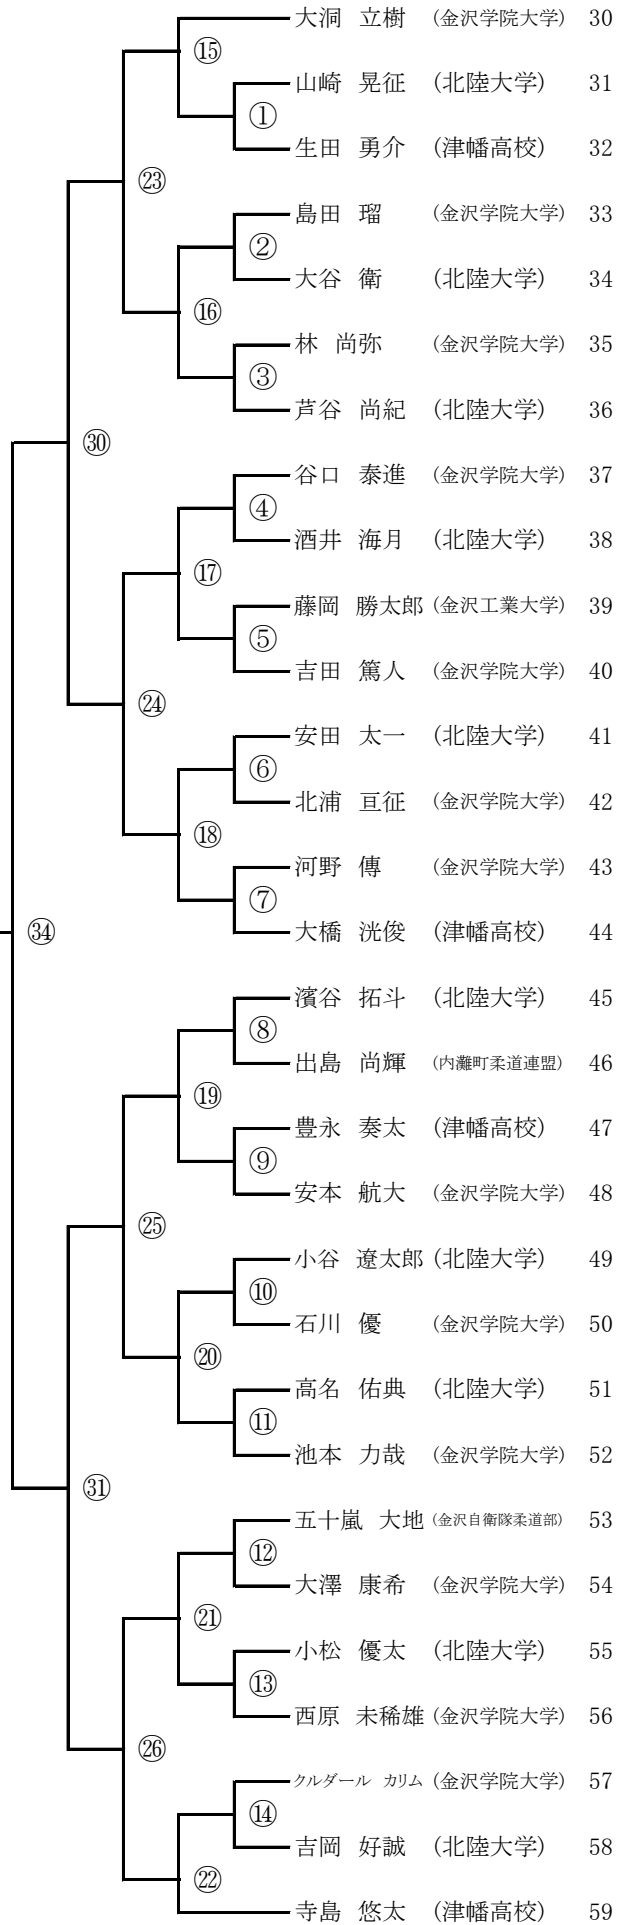 大洞 立樹 (金沢学院大学) 30
⑮
山崎 晃征 (北陸大学) 31
①
生田 勇介 (津幡高校) 32
㉓
島田 瑠 (金沢学院大学) 33
②
大谷 衛 (北陸大学) 34
⑯
林 尚弥 (金沢学院大学) 35
③
芦谷 尚紀 (北陸大学) 36
㉚
谷口 泰進 (金沢学院大学) 37
④
酒井 海月 (北陸大学) 38
⑰
藤岡 勝太郎 (金沢工業大学) 39
⑤
吉田 篤人 (金沢学院大学) 40
㉔
安田 太一 (北陸大学) 41
⑥
北浦 亘征 (金沢学院大学) 42
⑱
河野 傳 (金沢学院大学) 43
⑦
大橋 洸俊 (津幡高校) 44
㉞
濱谷 拓斗 (北陸大学) 45
⑧
出島 尚輝 (内灘町柔道連盟) 46
⑲
豊永 奏太 (津幡高校) 47
⑨
安本 航大 (金沢学院大学) 48
㉕
小谷 遼太郎 (北陸大学) 49
⑩
石川 優 (金沢学院大学) 50
⑳
高名 佑典 (北陸大学) 51
⑪
池本 力哉 (金沢学院大学) 52
㉛
五十嵐 大地 (金沢自衛隊柔道部) 53
⑫
大澤 康希 (金沢学院大学) 54
㉑
小松 優太 (北陸大学) 55
⑬
西原 未稀雄 (金沢学院大学) 56
㉖
クルダール カリム (金沢学院大学) 57
⑭
吉岡 好誠 (北陸大学) 58
㉒
寺島 悠太 (津幡高校) 59